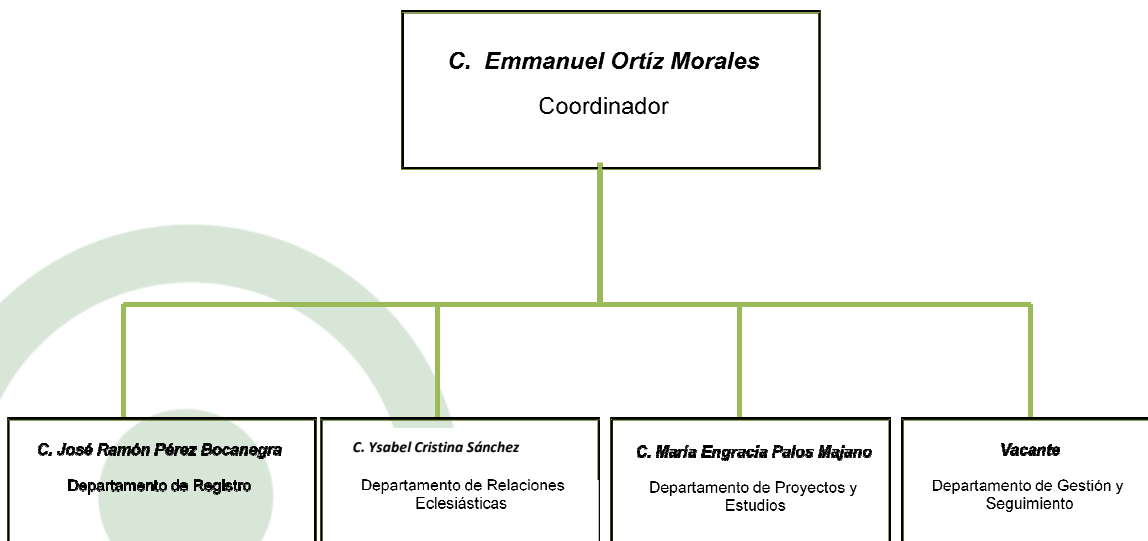 C. Emmanuel Ortíz Morales
Coordinador
C. José Ramón Pérez Bocanegra
Departamento de Registro
C. Ysabel Cristina Sánchez
Departamento de Relaciones
Eclesiásticas
C. María Engracia Palos Majano
Departamento de Proyectos y
Estudios
Vacante
Departamento de Gestión y
Seguimiento